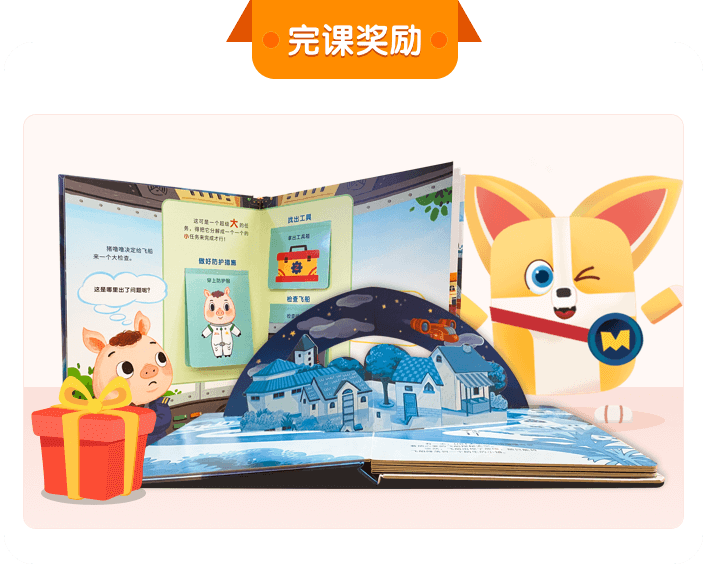 完课奖励
这可是一个超级大的任
务，得把它分解成一个一个的
小任务来完成才行！
找出工具
拿出工具箱
猪噜噜决定给飞船
来一个大检查。
做好防护措施
穿上防护服
这是哪里出了问题呢？
检查飞船